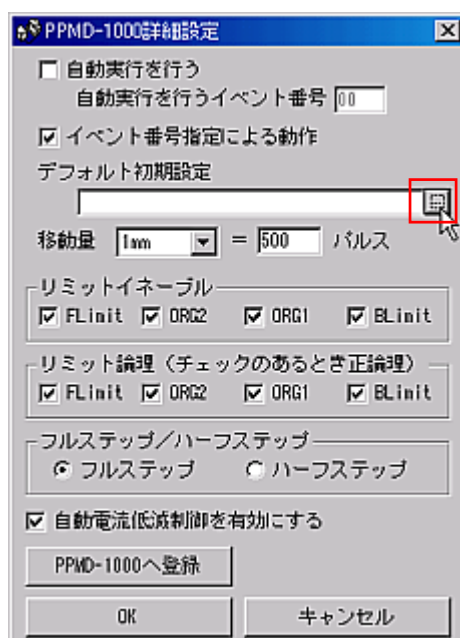 PPMD-1000詳細設定
自動実行を行う
自動実行を行うイベント番号 00
イベント番号指定による動作
デフォルト初期設定
移動量 1mm = 500 パルス
リミットイネーブル
FLimit ORG2 ORG1 BLimit
リミット論理(チェックのあるとき正論理)
FLimit ORG2 ORG1 BLimit
フルステップ/ハーフステップ
フルステップ ハーフステップ
自動電流低減制御を有効にする
PPMD-1000へ登録
OK キャンセル